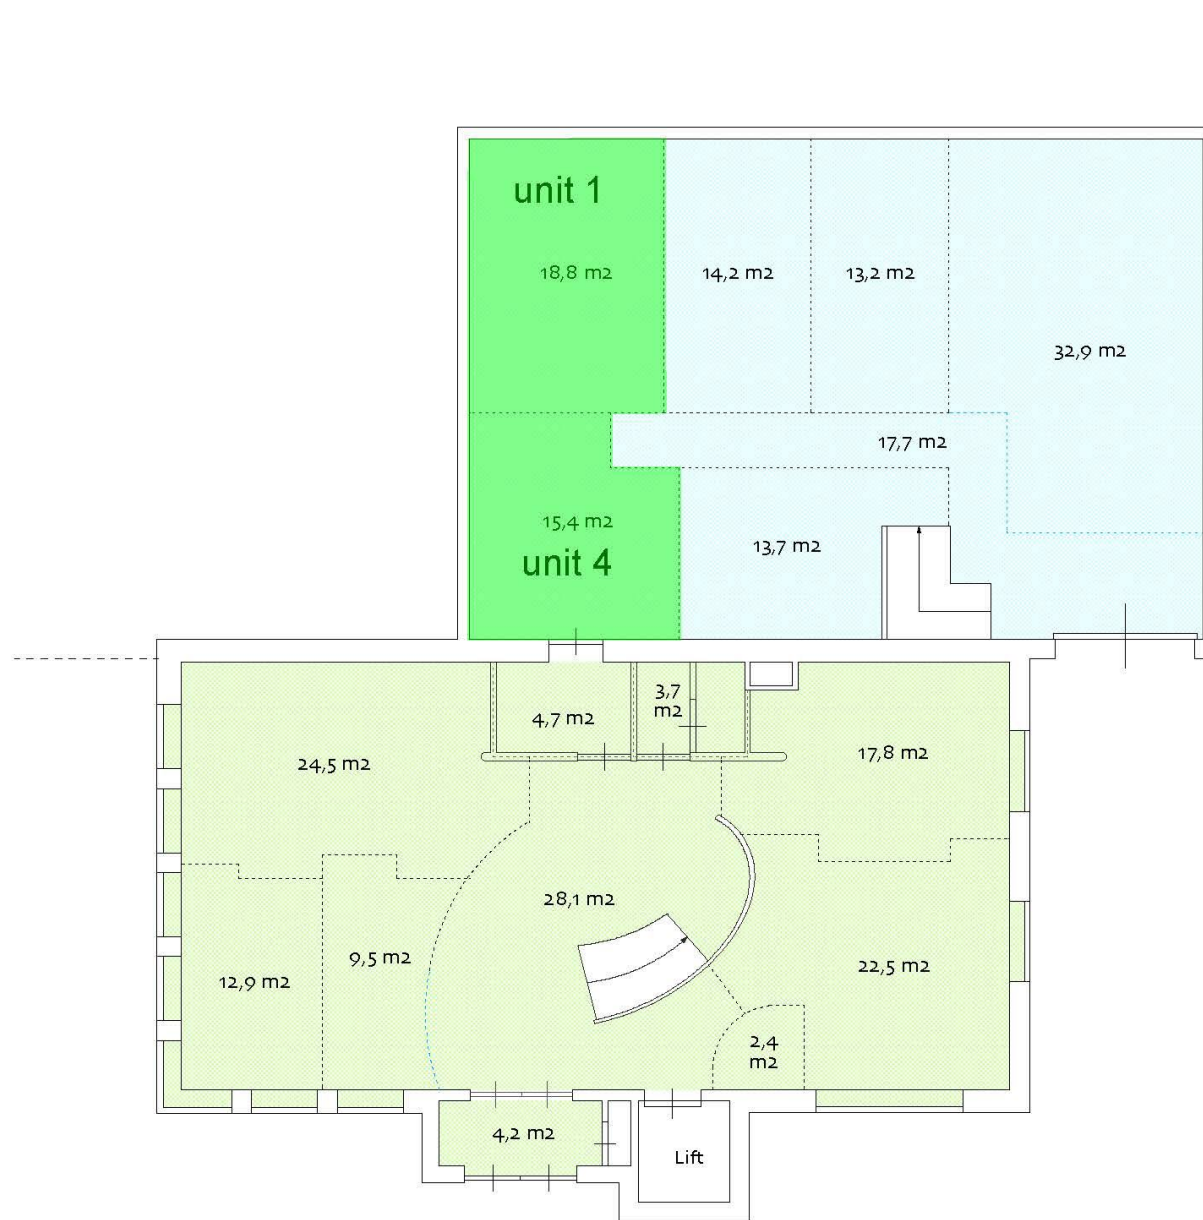 unit 1
18,8 m2
14,2 m2
13,2 m2
32,9 m2
17,7 m2
15,4 m2
unit 4
13,7 m2
4,7 m2
3,7
m2
24,5 m2
17,8 m2
28,1 m2
9,5 m2
12,9 m2
22,5 m2
2,4
m2
4,2 m2
Lift